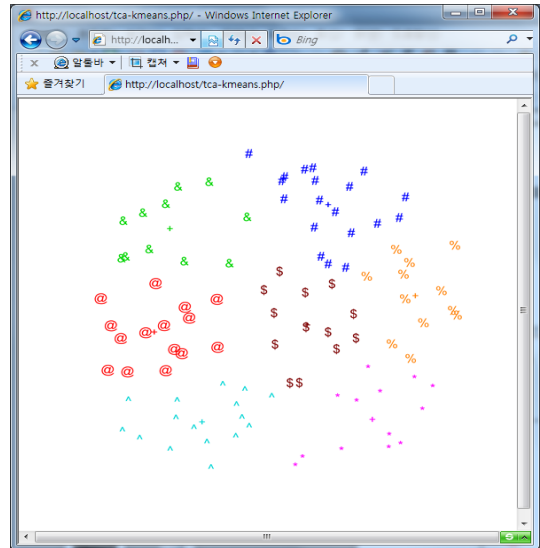 http://localhost/tca-kmeans.php/ - Windows Internet Explorer
http://localh... Bing
x 알툴바 캡처
즐겨찾기 http://localhost/tca-kmeans.php/